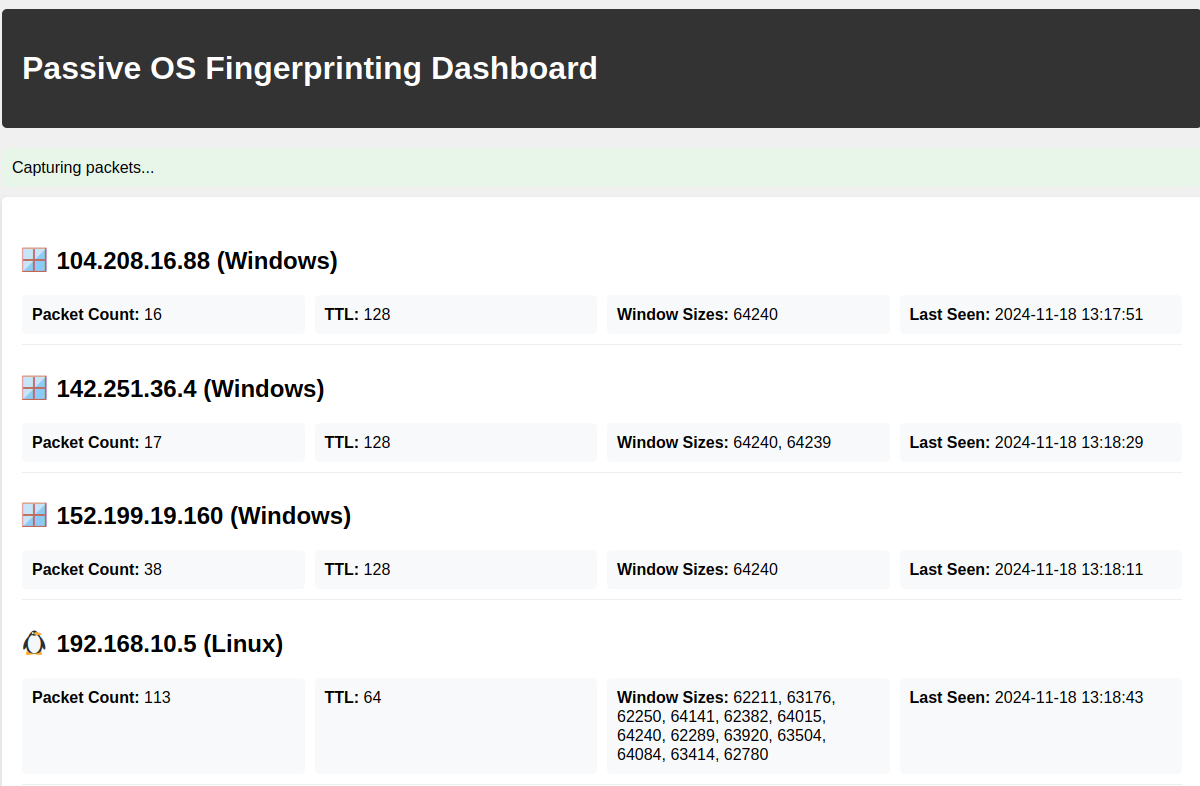 Passive OS Fingerprinting Dashboard
Capturing packets...
104.208.16.88 (Windows)
Packet Count: 16 TTL: 128 Window Sizes: 64240 Last Seen: 2024-11-18 13:17:51
142.251.36.4 (Windows)
Packet Count: 17 TTL: 128 Window Sizes: 64240, 64239 Last Seen: 2024-11-18 13:18:29
152.199.19.160 (Windows)
Packet Count: 38 TTL: 128 Window Sizes: 64240 Last Seen: 2024-11-18 13:18:11
192.168.10.5 (Linux)
Packet Count: 113 TTL: 64 Window Sizes: 62211, 63176, Last Seen: 2024-11-18 13:18:43
62250, 64141, 62382, 64015,
64240, 62289, 63920, 63504,
64084, 63414, 62780